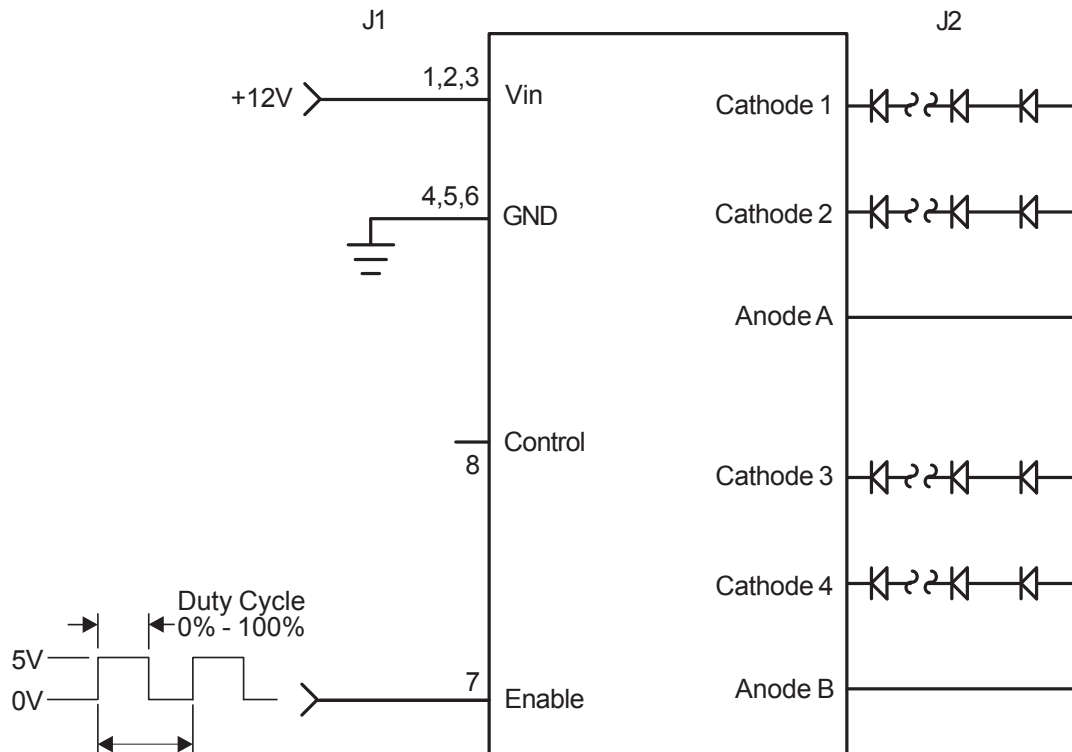 J1
J2
1,2,3
+12V
Vin
Cathode 1
4,5,6
GND
Cathode 2
Anode A
Control
8
Cathode 3
Cathode 4
Duty Cycle
0% - 100%
5V
0V
7
Enable
Anode B